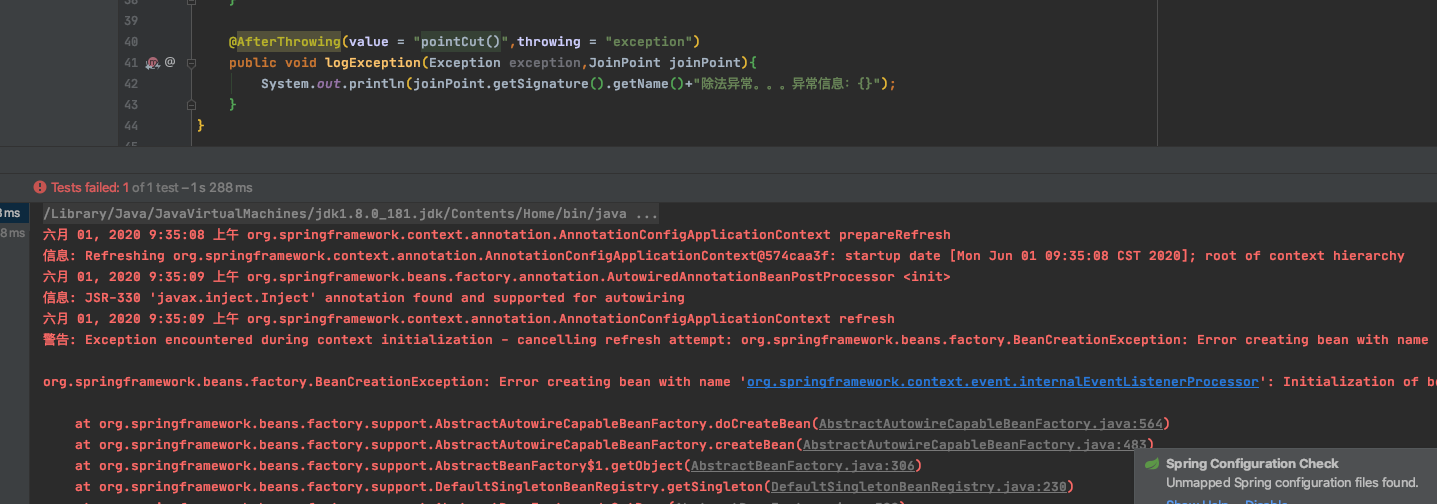 38 }
39
40 @AfterThrowing(value = "pointCut()",throwing = "exception")
41 @ public void logException(Exception exception,JoinPoint joinPoint){
42 System.out.println(joinPoint.getSignature().getName()+"除法异常。。。异常信息：{}");
43 }
44 }
45
Tests failed: 1 of 1 test – 1 s 288 ms
/Library/Java/JavaVirtualMachines/jdk1.8.0_181.jdk/Contents/Home/bin/java ...
六月 01, 2020 9:35:08 上午 org.springframework.context.annotation.AnnotationConfigApplicationContext prepareRefresh
8 ms 信息: Refreshing org.springframework.context.annotation.AnnotationConfigApplicationContext@574caa3f: startup date [Mon Jun 01 09:35:08 CST 2020]; root of context hierarchy
六月 01, 2020 9:35:09 上午 org.springframework.beans.factory.annotation.AutowiredAnnotationBeanPostProcessor <init>
信息: JSR-330 'javax.inject.Inject' annotation found and supported for autowiring
六月 01, 2020 9:35:09 上午 org.springframework.context.annotation.AnnotationConfigApplicationContext refresh
警告: Exception encountered during context initialization - cancelling refresh attempt: org.springframework.beans.factory.BeanCreationException: Error creating bean with name
org.springframework.beans.factory.BeanCreationException: Error creating bean with name 'org.springframework.context.event.internalEventListenerProcessor': Initialization of
at org.springframework.beans.factory.support.AbstractAutowireCapableBeanFactory.doCreateBean(AbstractAutowireCapableBeanFactory.java:564)
at org.springframework.beans.factory.support.AbstractAutowireCapableBeanFactory.createBean(AbstractAutowireCapableBeanFactory.java:483)
at org.springframework.beans.factory.support.AbstractBeanFactory$1.getObject(AbstractBeanFactory.java:306)
at org.springframework.beans.factory.support.DefaultSingletonBeanRegistry.getSingleton(DefaultSingletonBeanRegistry.java:230)
Spring Configuration Check
Unmapped Spring configuration files found.
Show Help Disable